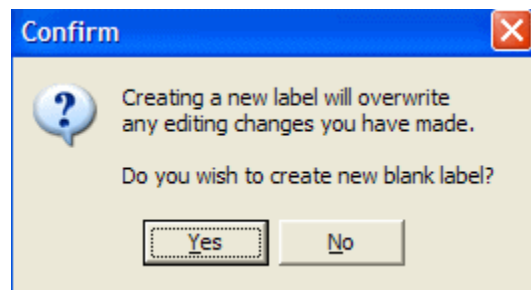 Confirm
Creating a new label will overwrite
any editing changes you have made.
Do you wish to create new blank label?
Yes
No